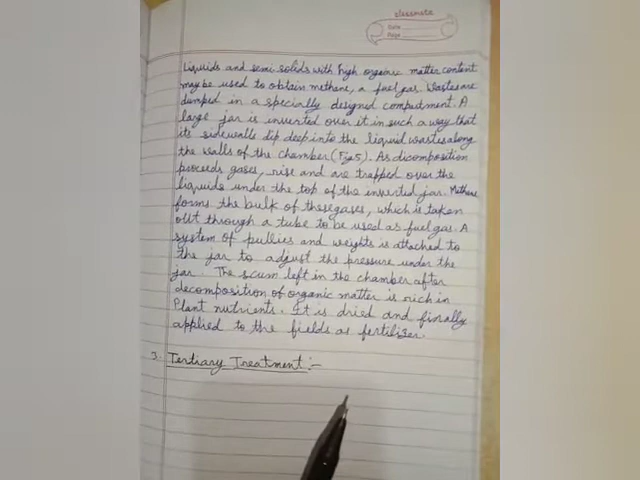 classmate
Date
Page
Liquids and semi solids with high organic matter content
may be used to obtain methane, a fuel gas. Wastes are
dumped in a specially designed compartment. A
large jar is inverted over it in such a way that
its sidewalls dip deep into the liquid wastes along
the walls of the chamber (Fig 5). As dicomposition
proceeds gases, rise and are trapped over the
liquids under the top of the inverted jar. Methane
forms the bulk of these gases, which is taken
out through a tube to be used as fuel gas. A
system of pullies and weights is attached to
the jar to adjust the pressure under the
jar. The scum left in the chamber after
decomposition of organic matter is rich in
Plant nutrients. It is dried and finally
applied to the fields as fertilizer.
3. Tertiary Treatment :-